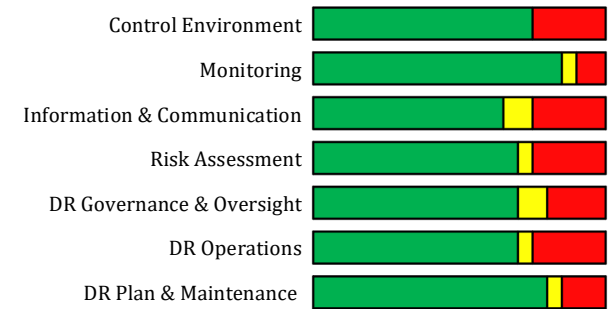 Control Environment
Monitoring
Information & Communication
Risk Assessment
DR Governance & Oversight
DR Operations
DR Plan & Maintenance